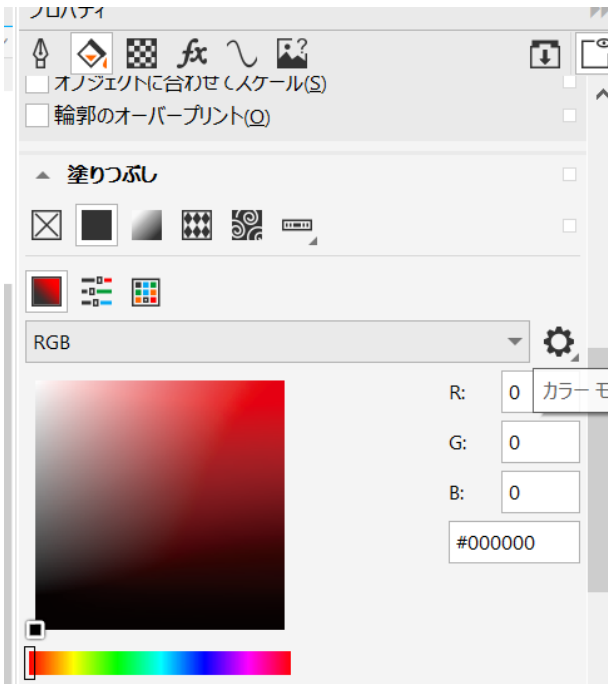 プロパティ
オブジェクトに合わせてスケール(S)
輪郭のオーバープリント(O)
塗りつぶし
RGB
R: 0
カラー モ
G: 0
B: 0
#000000